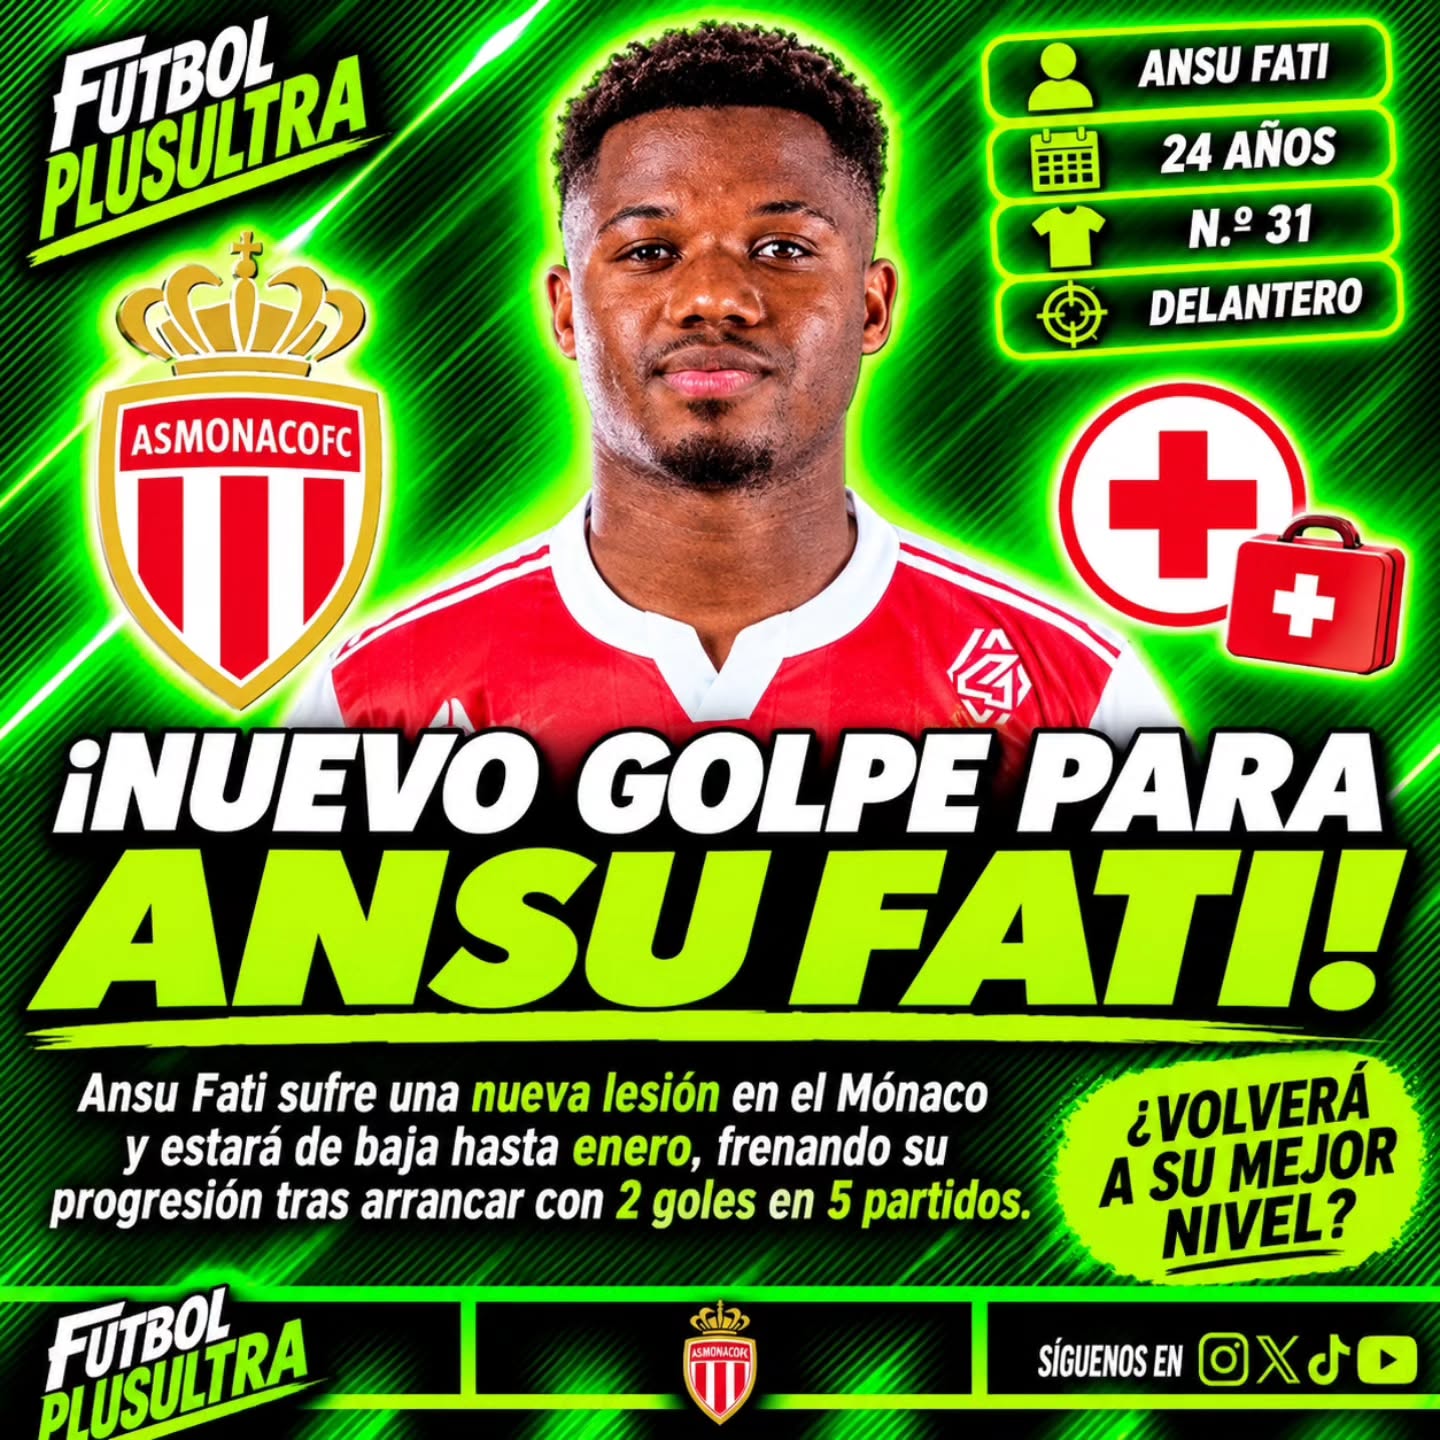 FUTBOL
PLUSULTRA
ANSU FATI
24 AÑOS
N.º 31
DELANTERO
ASMONACOFC
¡NUEVO GOLPE PARA
ANSU FATI!
Ansu Fati sufre una nueva lesión en el Mónaco
y estará de baja hasta enero, frenando su
progresión tras arrancar con 2 goles en 5 partidos.
¿VOLVERÁ
A SU MEJOR
NIVEL?
FUTBOL
PLUSULTRA
ASMONACOFC
SÍGUENOS EN